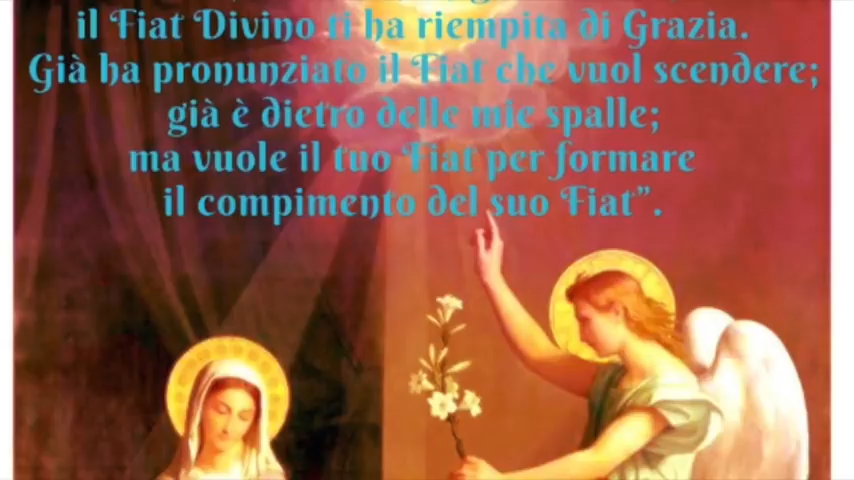 il Fiat Divino ti ha riempita di Grazia.
Già ha pronunziato il Fiat che vuol scendere;
già è dietro delle mie spalle;
ma vuole il tuo Fiat per formare
il compimento del suo Fiat”.